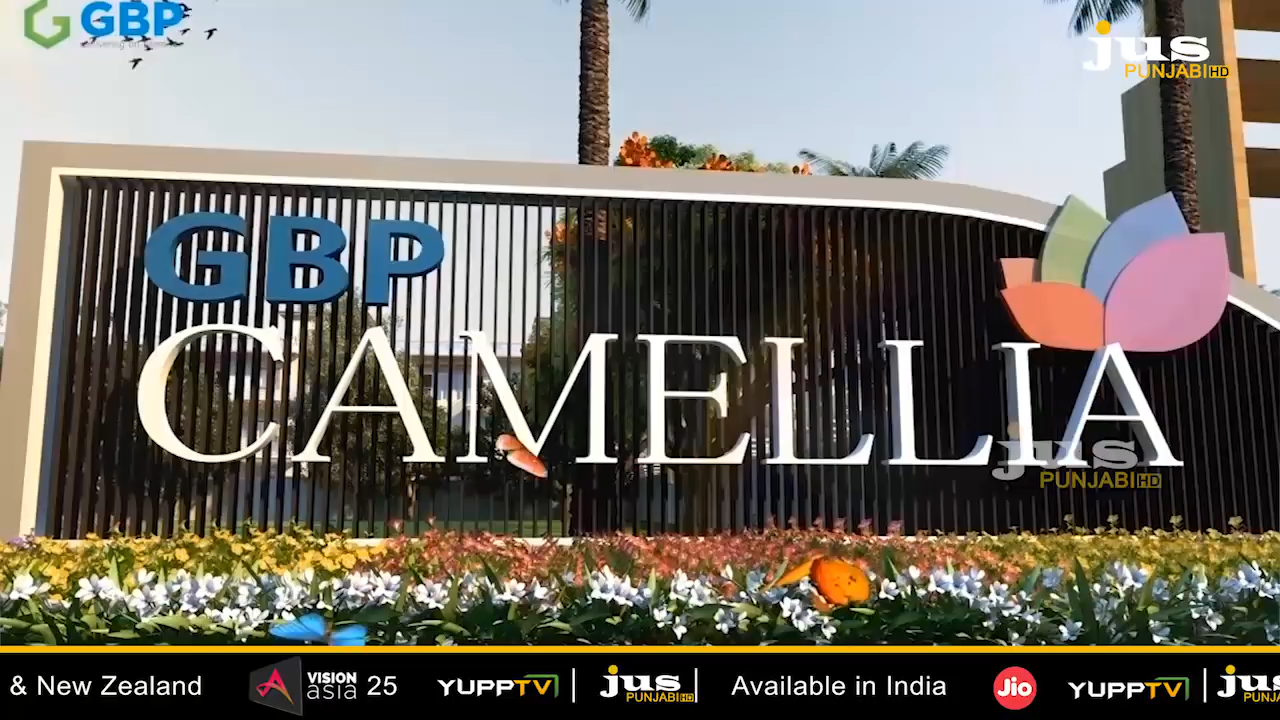 GBP
jus
PUNJABI HD
GBP
CAMELLIA
jus
PUNJABI HD
& New Zealand VISION asia 25 YUPPTV jus PUNJABI HD Available in India Jio YUPPTV jus